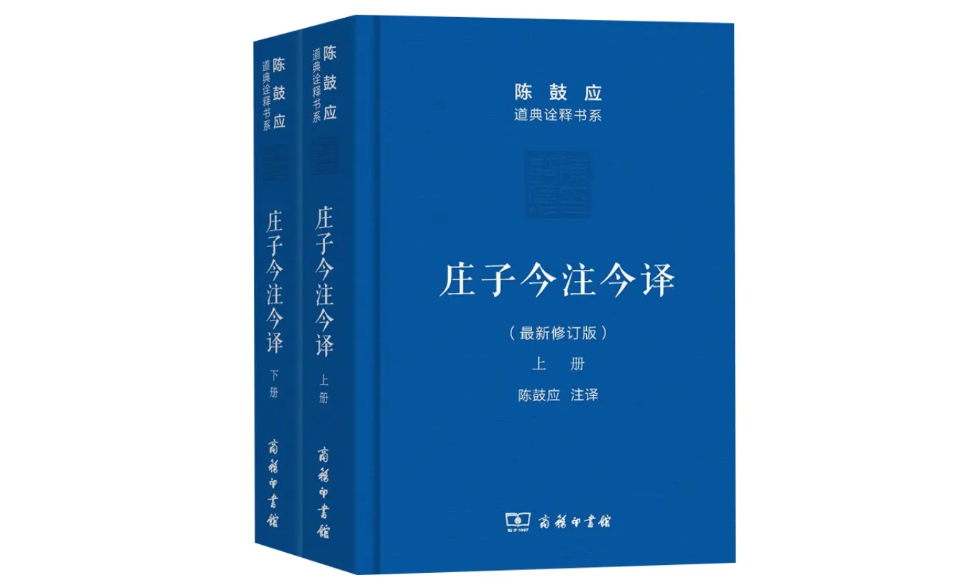 陈鼓应
道典诠释书系
庄子今注今译
下册
商务印书馆
陈鼓应
道典诠释书系
庄子今注今译
上册
商务印书馆
陈鼓应
道典诠释书系
庄子今注今译
(最新修订版)
上册
陈鼓应 注译
商务印书馆